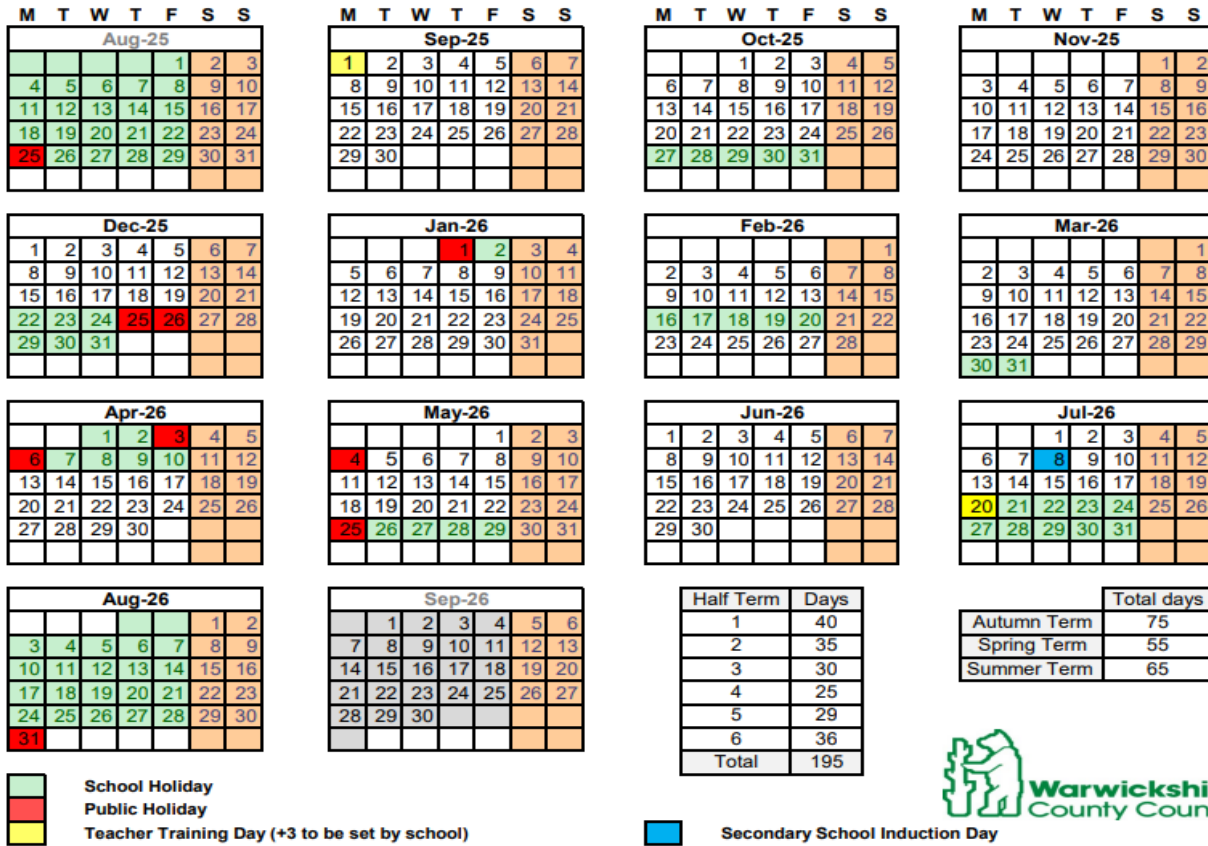 M T W T F S S M T W T F S S M T W T F S S M T W T F S S
Aug-25 Sep-25 Oct-25 Nov-25
1 2 3 1 2 3 4 5 6 7 1 2 3 4 5 1 2
4 5 6 7 8 9 10 8 9 10 11 12 13 14 6 7 8 9 10 11 12 3 4 5 6 7 8 9
11 12 13 14 15 16 17 15 16 17 18 19 20 21 13 14 15 16 17 18 19 10 11 12 13 14 15 16
18 19 20 21 22 23 24 22 23 24 25 26 27 28 20 21 22 23 24 25 26 17 18 19 20 21 22 23
25 26 27 28 29 30 31 29 30 27 28 29 30 31 24 25 26 27 28 29 30
Dec-25 Jan-26 Feb-26 Mar-26
1 2 3 4 5 6 7 1 2 3 4 1 1
8 9 10 11 12 13 14 5 6 7 8 9 10 11 2 3 4 5 6 7 8 2 3 4 5 6 7 8
15 16 17 18 19 20 21 12 13 14 15 16 17 18 9 10 11 12 13 14 15 9 10 11 12 13 14 15
22 23 24 25 26 27 28 19 20 21 22 23 24 25 16 17 18 19 20 21 22 16 17 18 19 20 21 22
29 30 31 26 27 28 29 30 31 23 24 25 26 27 28 23 24 25 26 27 28 29
30 31
Apr-26 May-26 Jun-26 Jul-26
1 2 3 4 5 1 2 3 1 2 3 4 5 6 7 1 2 3 4 5
6 7 8 9 10 11 12 4 5 6 7 8 9 10 8 9 10 11 12 13 14 6 7 8 9 10 11 12
13 14 15 16 17 18 19 11 12 13 14 15 16 17 15 16 17 18 19 20 21 13 14 15 16 17 18 19
20 21 22 23 24 25 26 18 19 20 21 22 23 24 22 23 24 25 26 27 28 20 21 22 23 24 25 26
27 28 29 30 25 26 27 28 29 30 31 29 30 27 28 29 30 31
Aug-26 Sep-26 Half Term Days Total days
1 2 1 2 3 4 5 6 1 40 Autumn Term 75
3 4 5 6 7 8 9 7 8 9 10 11 12 13 2 35 Spring Term 55
10 11 12 13 14 15 16 14 15 16 17 18 19 20 3 30 Summer Term 65
17 18 19 20 21 22 23 21 22 23 24 25 26 27 4 25
24 25 26 27 28 29 30 28 29 30 5 29
31 6 36
Total 195
School Holiday
Public Holiday
Teacher Training Day (+3 to be set by school) Secondary School Induction Day
Warwickshi
County Coun